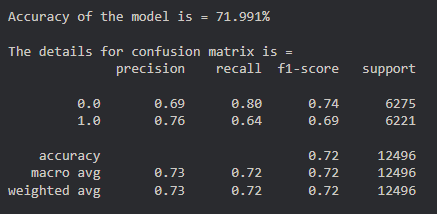 Accuracy of the model is = 71.991%
The details for confusion matrix is =
precision recall f1-score support
0.0 0.69 0.80 0.74 6275
1.0 0.76 0.64 0.69 6221
accuracy 0.72 12496
macro avg 0.73 0.72 0.72 12496
weighted avg 0.73 0.72 0.72 12496